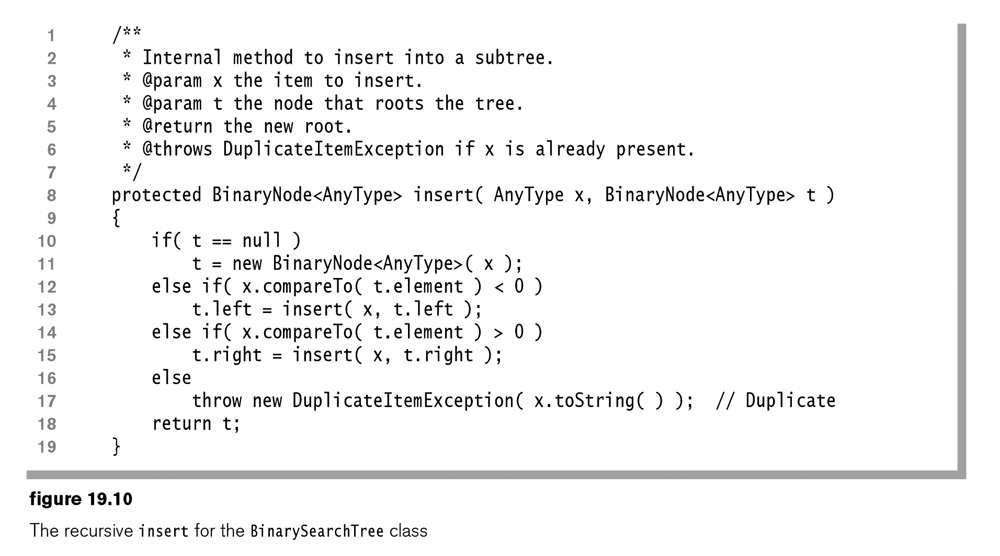 1 /**
2 * Internal method to insert into a subtree.
3 * @param x the item to insert.
4 * @param t the node that roots the tree.
5 * @return the new root.
6 * @throws DuplicateItemException if x is already present.
7 */
8 protected BinaryNode<AnyType> insert( AnyType x, BinaryNode<AnyType> t )
9 {
10 if( t == null )
11 t = new BinaryNode<AnyType>( x );
12 else if( x.compareTo( t.element ) < 0 )
13 t.left = insert( x, t.left );
14 else if( x.compareTo( t.element ) > 0 )
15 t.right = insert( x, t.right );
16 else
17 throw new DuplicateItemException( x.toString( ) ); // Duplicate
18 return t;
19 }
figure 19.10
The recursive insert for the BinarySearchTree class